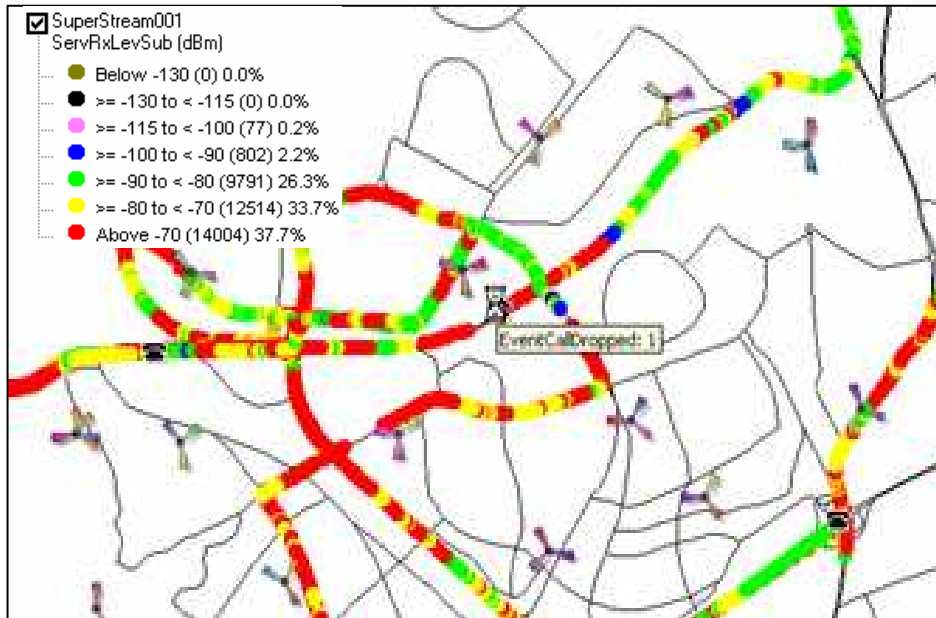 SuperStream001
ServRxLevSub (dBm)
Below -130 (0) 0.0%
>= -130 to < -115 (0) 0.0%
>= -115 to < -100 (77) 0.2%
>= -100 to < -90 (802) 2.2%
>= -90 to < -80 (9791) 26.3%
>= -80 to < -70 (12514) 33.7%
Above -70 (14004) 37.7%
EventCallDropped: 1